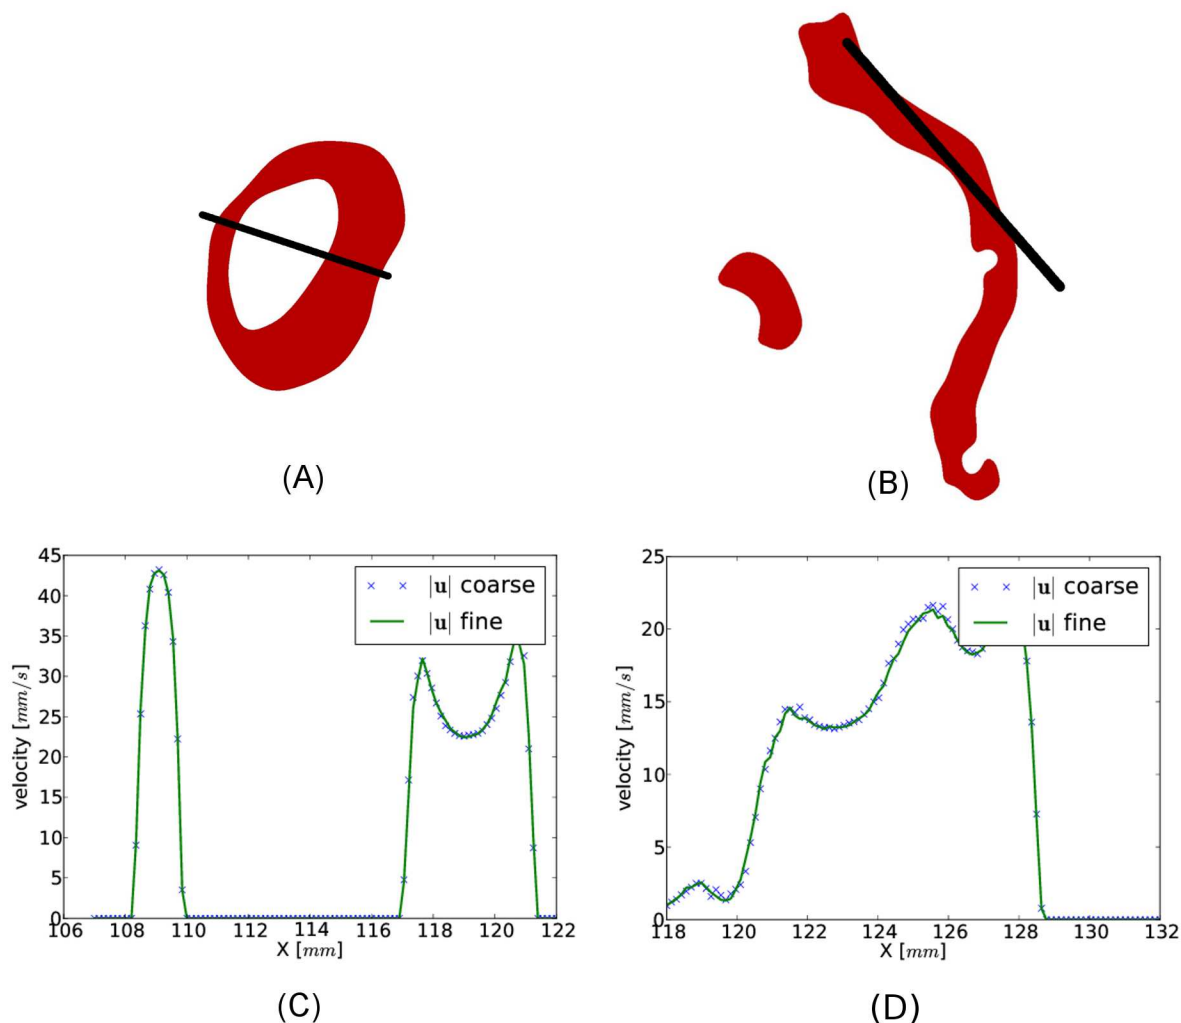 (A)
(B)
45
40
35
30
25
20
15
10
5
0
velocity [mm/s]
|u| coarse
|u| fine
106 108 110 112 114 116 118 120 122
X [mm]
(C)
25
20
15
10
5
0
velocity [mm/s]
|u| coarse
|u| fine
118 120 122 124 126 128 130 132
X [mm]
(D)